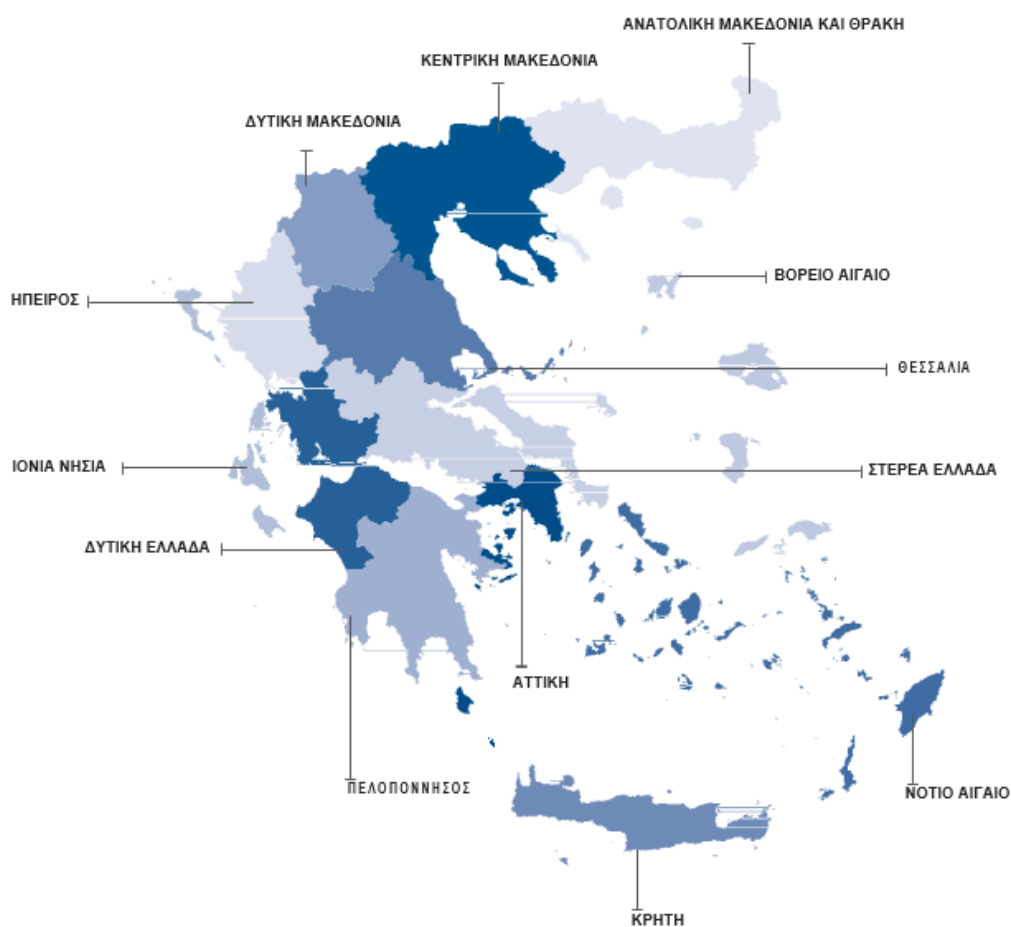 ΑΝΑΤΟΛΙΚΗ ΜΑΚΕΔΟΝΙΑ ΚΑΙ ΘΡΑΚΗ
ΚΕΝΤΡΙΚΗ ΜΑΚΕΔΟΝΙΑ
ΔΥΤΙΚΗ ΜΑΚΕΔΟΝΙΑ
ΒΟΡΕΙΟ ΑΙΓΑΙΟ
ΗΠΕΙΡΟΣ
ΘΕΣΣΑΛΙΑ
ΙΟΝΙΑ ΝΗΣΙΑ
ΣΤΕΡΕΑ ΕΛΛΑΔΑ
ΔΥΤΙΚΗ ΕΛΛΑΔΑ
ΑΤΤΙΚΗ
ΠΕΛΟΠΟΝΝΗΣΟΣ
ΝΟΤΙΟ ΑΙΓΑΙΟ
ΚΡΗΤΗ